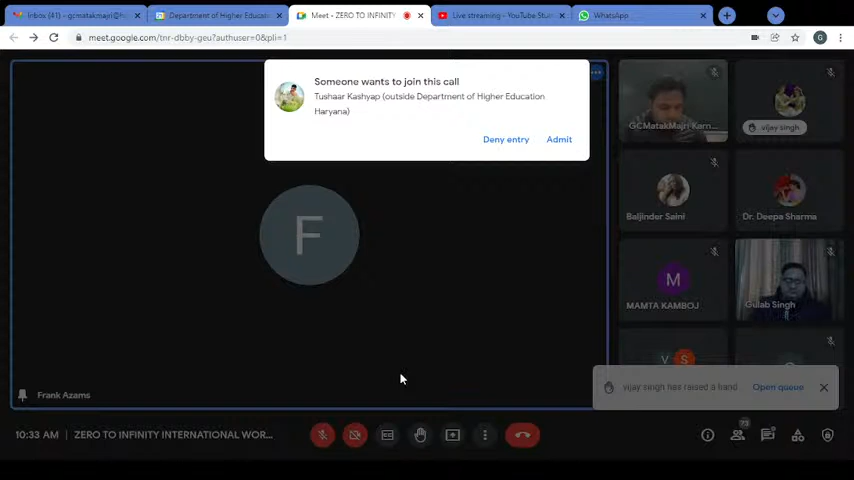 Inbox (41) - gcmatakmajri@h
Department of Higher Educatio
Meet - ZERO TO INFINITY
Live streaming - YouTube Stu
WhatsApp
meet.google.com/tnr-dbby-geu?authuser=0&pli=1
G
Someone wants to join this call
Tushaar Kashyap (outside Department of Higher Education
Haryana)
Deny entry
Admit
GCMatakMajri Karn...
vijay singh
F
Baljinder Saini
Dr. Deepa Sharma
M
MAMTA KAMBOJ
Gulab Singh
V
S
vijay singh has raised a hand
Open queue
Frank Azams
10:33 AM | ZERO TO INFINITY INTERNATIONAL WOR...
73